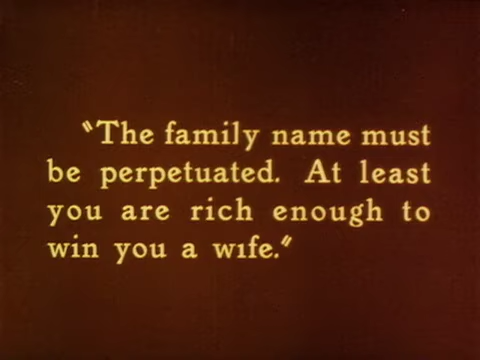 "The family name must
be perpetuated. At least
you are rich enough to
win you a wife."